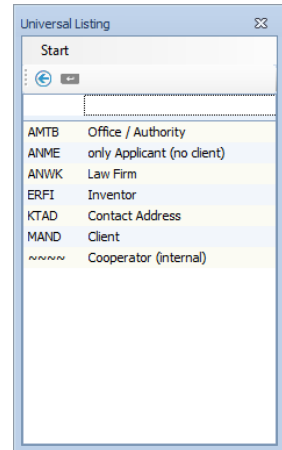 Universal Listing
Start
AMTB Office / Authority
ANME only Applicant (no client)
ANWK Law Firm
ERFI Inventor
KTAD Contact Address
MAND Client
~~~~ Cooperator (internal)